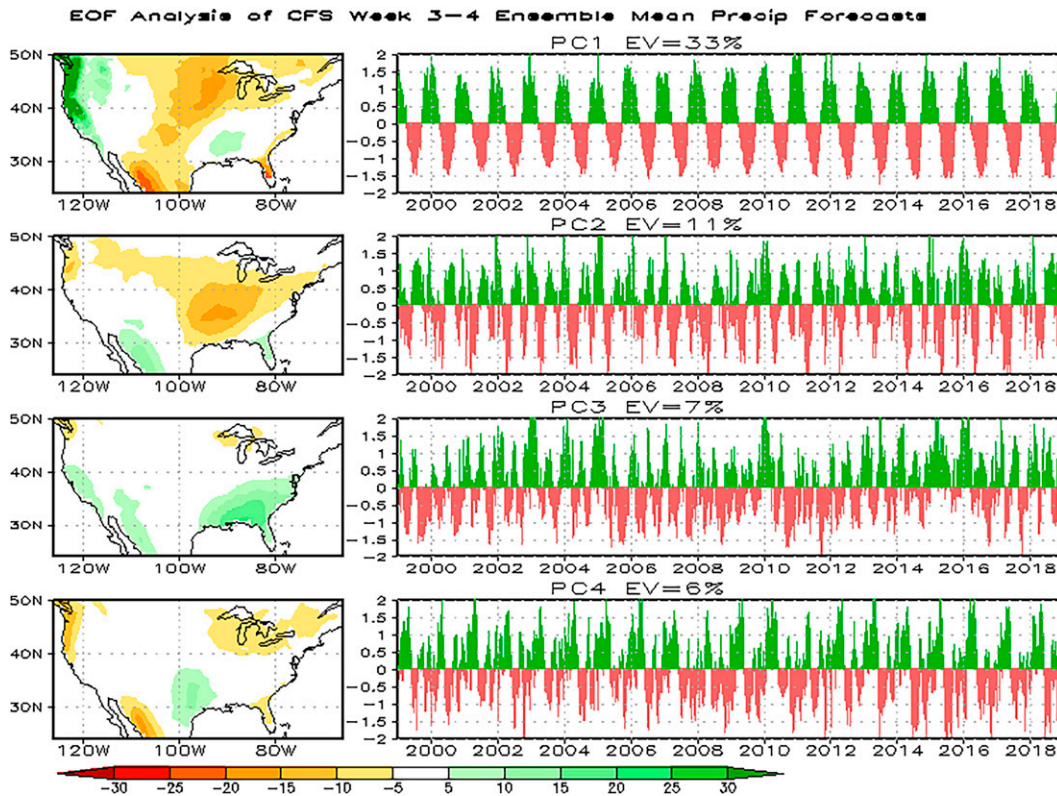 EOF Analysis of CFS Week 3-4 Ensemble Mean Precip Forecasts
PC1 EV=33%
50N
40N
30N
120W 100W 80W
2
1.5
1
0.5
0
-0.5
-1
-1.5
-2
2000 2002 2004 2006 2008 2010 2012 2014 2016 2018
PC2 EV=11%
50N
40N
30N
120W 100W 80W
2
1.5
1
0.5
0
-0.5
-1
-1.5
-2
2000 2002 2004 2006 2008 2010 2012 2014 2016 2018
PC3 EV=7%
50N
40N
30N
120W 100W 80W
2
1.5
1
0.5
0
-0.5
-1
-1.5
-2
2000 2002 2004 2006 2008 2010 2012 2014 2016 2018
PC4 EV=6%
50N
40N
30N
120W 100W 80W
2
1.5
1
0.5
0
-0.5
-1
-1.5
-2
2000 2002 2004 2006 2008 2010 2012 2014 2016 2018
-30 -25 -20 -15 -10 -5 5 10 15 20 25 30